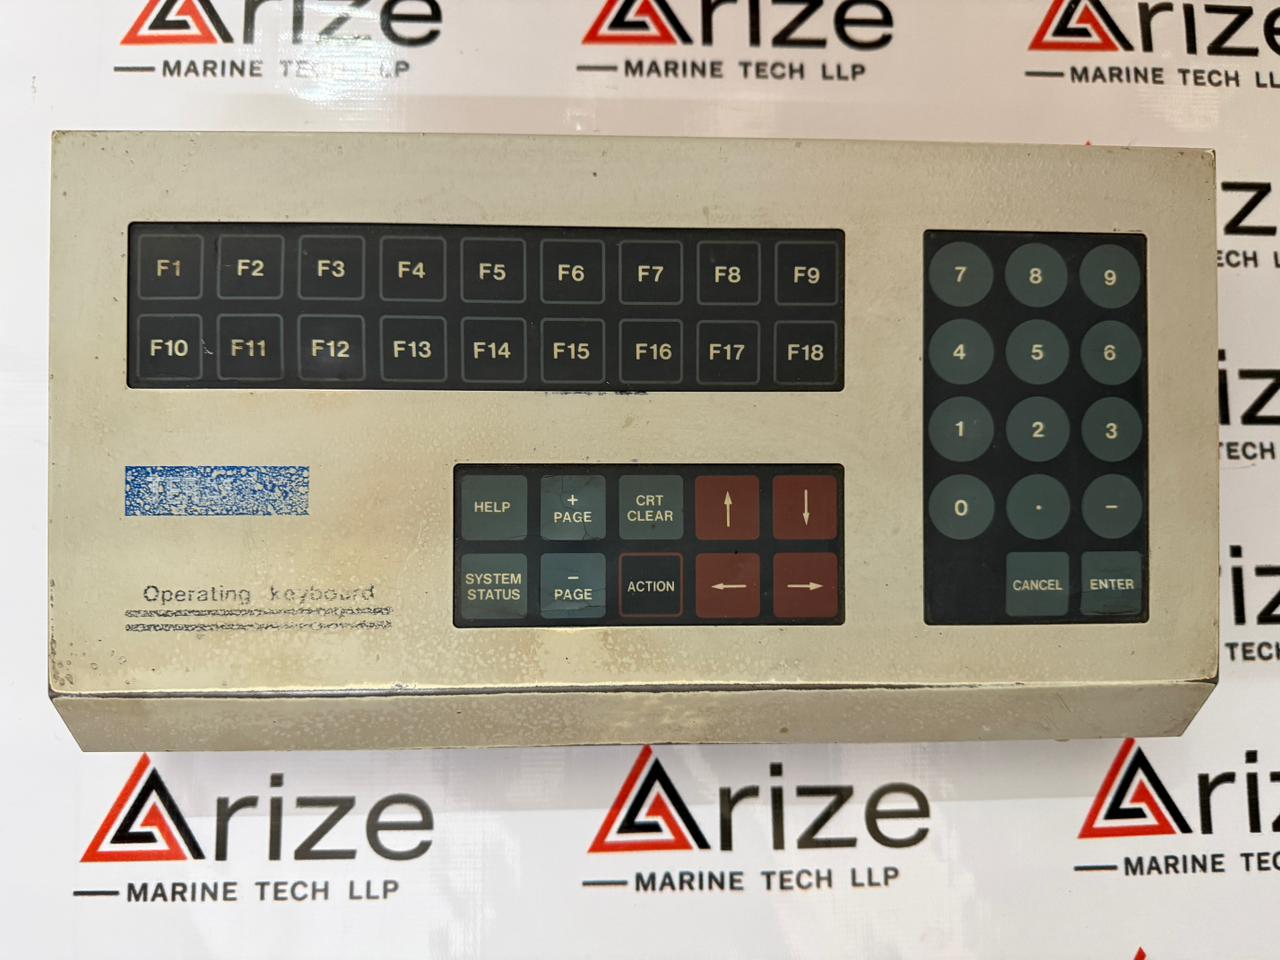 Arize
MARINE TECH LLP
Arize
MARINE TECH LLP
Arize
MARINE TECH
F1 F2 F3 F4 F5 F6 F7 F8 F9
F10 F11 F12 F13 F14 F15 F16 F17 F18
7 8 9
4 5 6
1 2 3
0 . −
CANCEL ENTER
HELP + PAGE CRT CLEAR ↑ ↓
SYSTEM STATUS − PAGE ACTION ← →
Operating keyboard
Arize
MARINE TECH LLP
Arize
MARINE TECH LLP
MARINE TEC